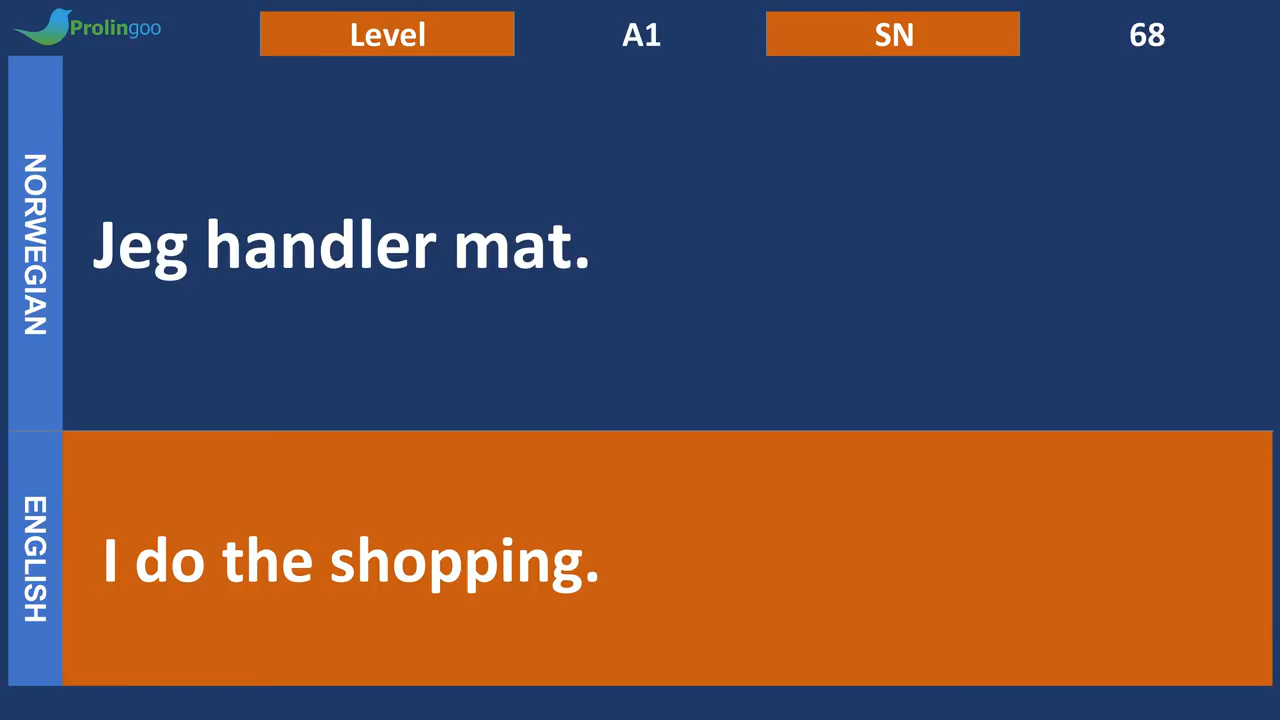 Prolingoo
Level A1 SN 68
NORWEGIAN
Jeg handler mat.
ENGLISH
I do the shopping.